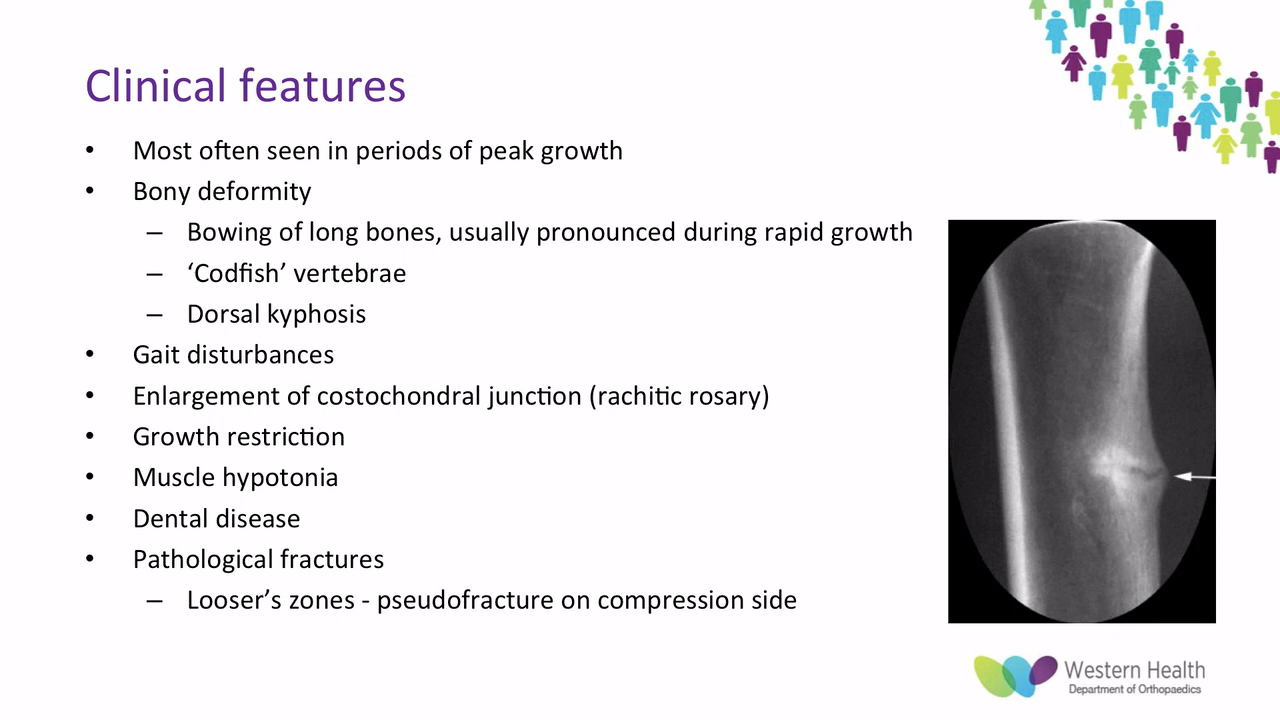 Clinical features
• Most often seen in periods of peak growth
• Bony deformity
– Bowing of long bones, usually pronounced during rapid growth
– ‘Codfish’ vertebrae
– Dorsal kyphosis
• Gait disturbances
• Enlargement of costochondral junction (rachitic rosary)
• Growth restriction
• Muscle hypotonia
• Dental disease
• Pathological fractures
– Looser’s zones - pseudofracture on compression side
Western Health
Department of Orthopaedics